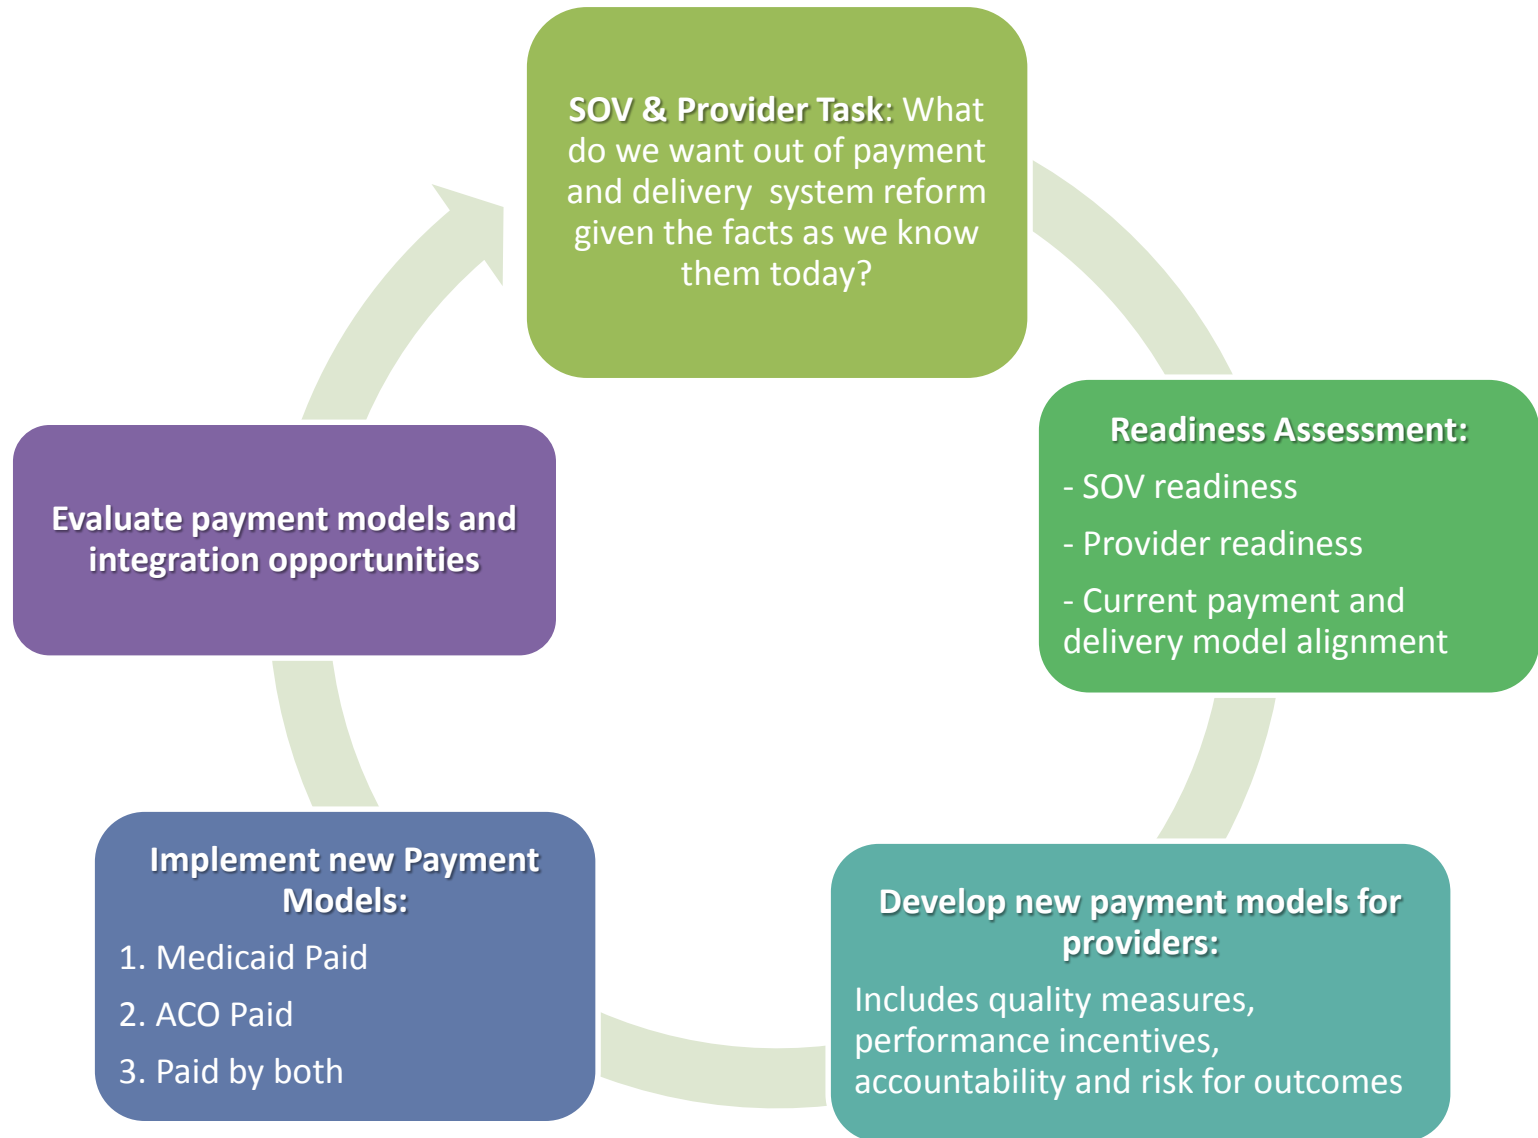 SOV & Provider Task: What
do we want out of payment
and delivery  system reform
given the facts as we know
them today?
Readiness Assessment:
- SOV readiness
- Provider readiness
- Current payment and
delivery model alignment
Develop new payment models for
providers:
Includes quality measures,
performance incentives,
accountability and risk for outcomes
Implement new Payment
Models:
1. Medicaid Paid
2. ACO Paid
3. Paid by both
Evaluate payment models and
integration opportunities